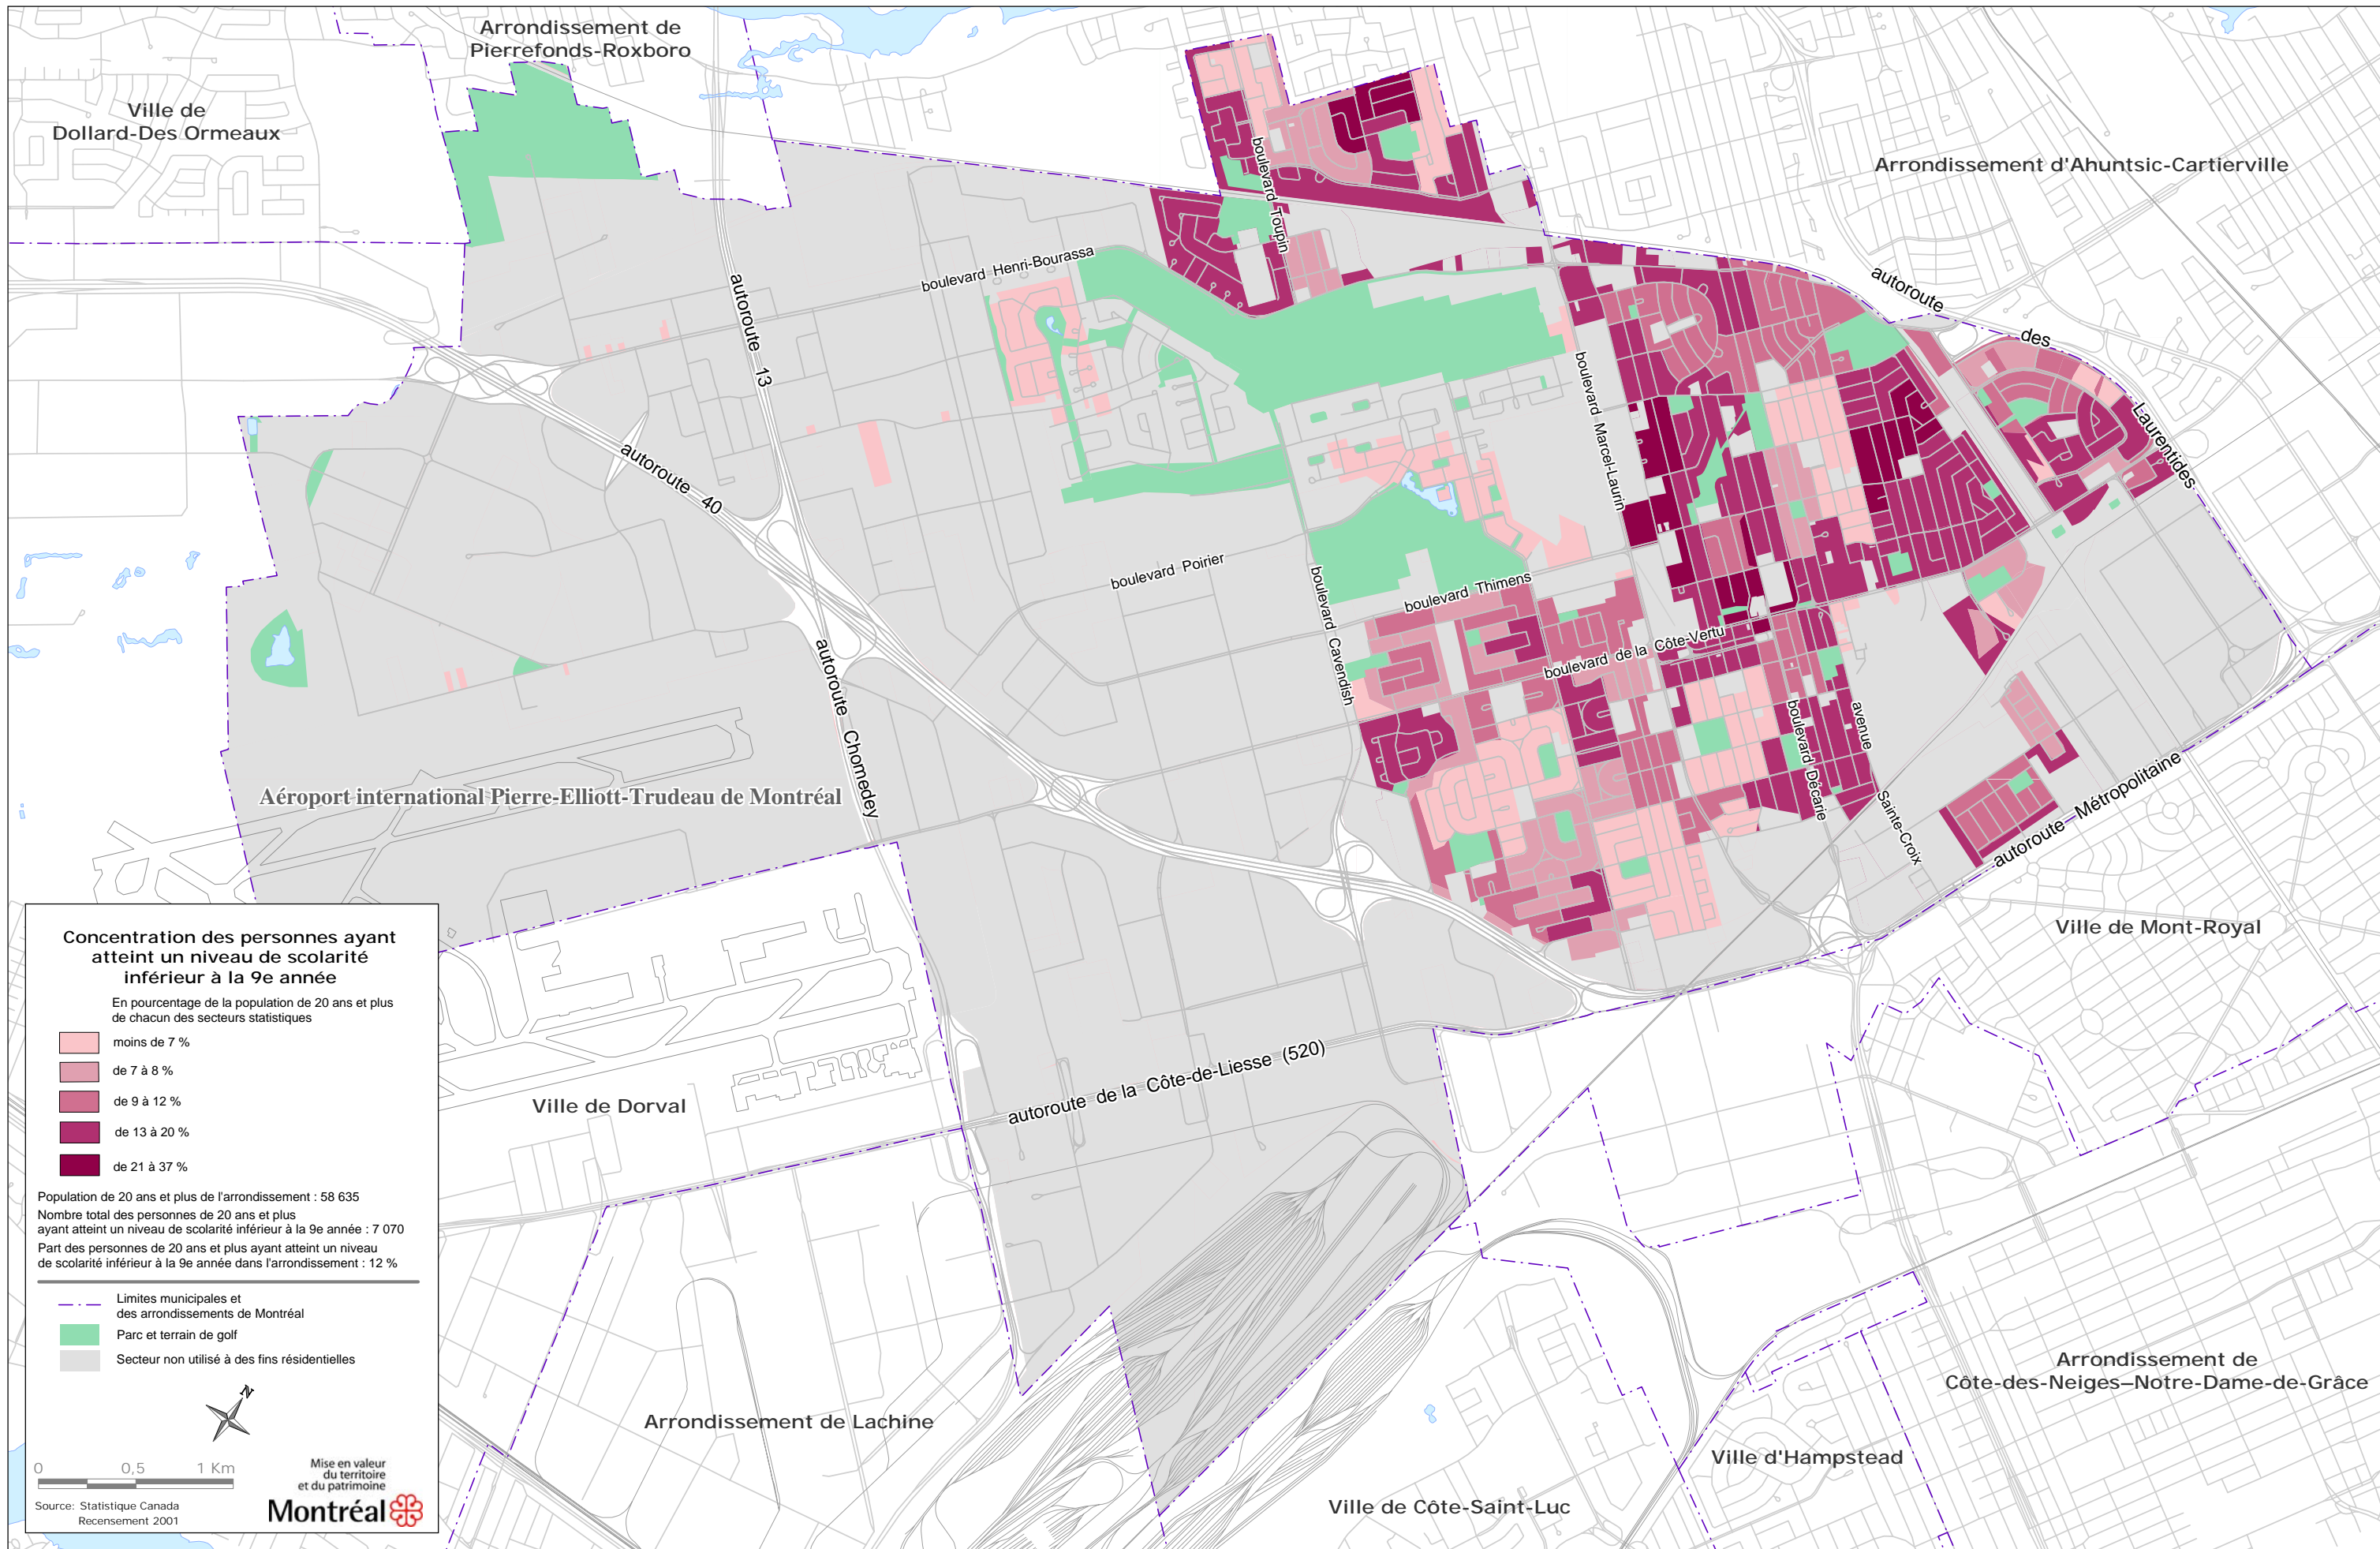 Arrondissement de
Pierrefonds-Roxboro
Ville de
Dollard-Des Ormeaux
Arrondissement d'Ahuntsic-Cartierville
boulevard Toupin
boulevard Henri-Bourassa
autoroute 13
autoroute des Laurentides
autoroute 40
boulevard Marcel-Laurin
boulevard Poirier
boulevard Thimens
boulevard Cavendish
boulevard de la Côte-Vertu
autoroute Chomedey
boulevard Décarie
avenue Sainte-Croix
autoroute Métropolitaine
Aéroport international Pierre-Elliott-Trudeau de Montréal
Ville de Mont-Royal
autoroute de la Côte-de-Liesse (520)
Ville de Dorval
Arrondissement de Lachine
Arrondissement de
Côte-des-Neiges–Notre-Dame-de-Grâce
Ville d'Hampstead
Ville de Côte-Saint-Luc
Concentration des personnes ayant
atteint un niveau de scolarité
inférieur à la 9e année
En pourcentage de la population de 20 ans et plus
de chacun des secteurs statistiques
moins de 7 %
de 7 à 8 %
de 9 à 12 %
de 13 à 20 %
de 21 à 37 %
Population de 20 ans et plus de l'arrondissement : 58 635
Nombre total des personnes de 20 ans et plus
ayant atteint un niveau de scolarité inférieur à la 9e année : 7 070
Part des personnes de 20 ans et plus ayant atteint un niveau
de scolarité inférieur à la 9e année dans l'arrondissement : 12 %
Limites municipales et
des arrondissements de Montréal
Parc et terrain de golf
Secteur non utilisé à des fins résidentielles
N
0 0,5 1 Km
Source: Statistique Canada
Recensement 2001
Mise en valeur
du territoire
et du patrimoine
Montréal